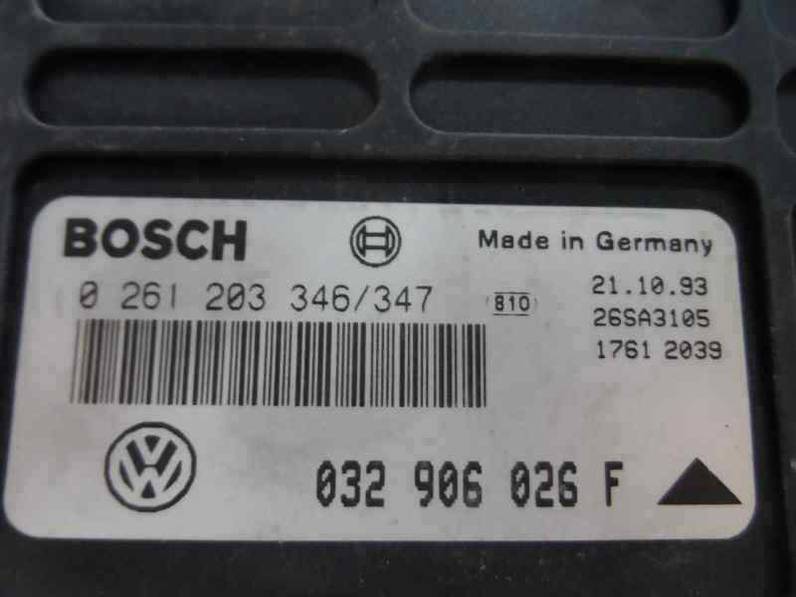 BOSCH
Made in Germany
0 261 203 346/347
810
21.10.93
26SA3105
1761 2039
032 906 026 F